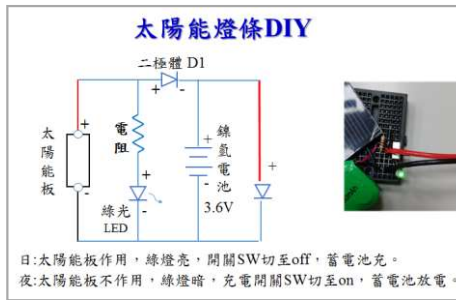 太陽能燈條DIY
二極體 D1
+ -
+
太陽能板
-
電阻
+
綠光
LED
-
+
鎳氫電池
-
3.6V
+
日:太陽能板作用，綠燈亮，開關SW切至off，蓄電池充。
夜:太陽能板不作用，綠燈暗，充電開關SW切至on，蓄電池放電。